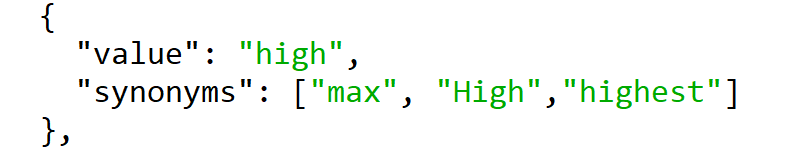 {
"value": "high",
"synonyms": ["max", "High","highest"]
},